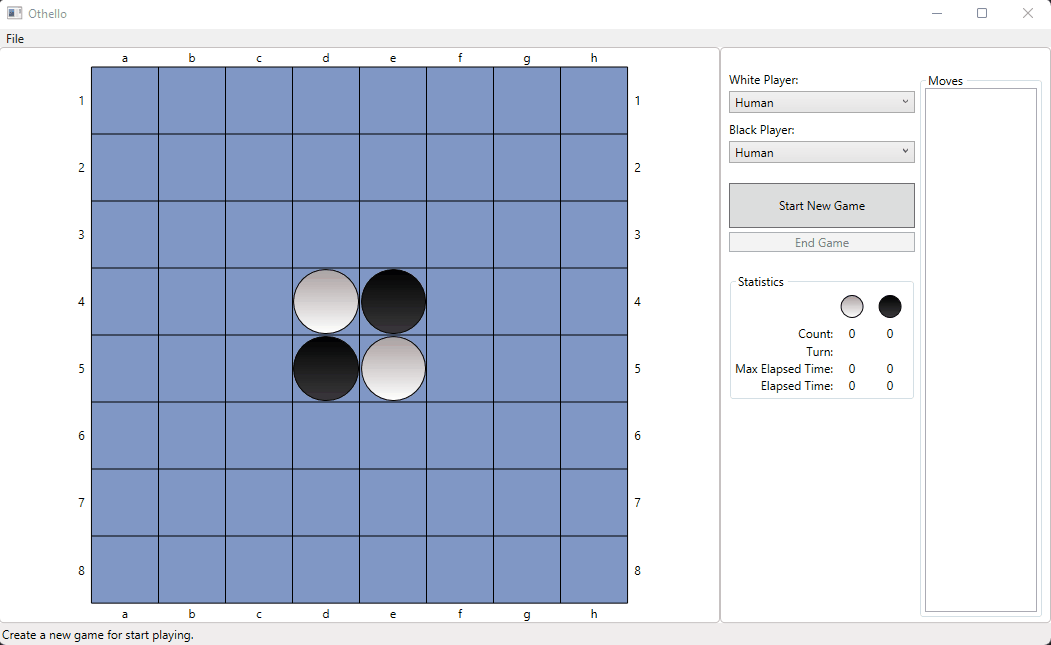 Othello
File
a b c d e f g h
1 1
2 2
3 3
4 4
5 5
6 6
7 7
8 8
a b c d e f g h
White Player:
Human
Black Player:
Human
Start New Game
End Game
Statistics
Count: 0 0
Turn:
Max Elapsed Time: 0 0
Elapsed Time: 0 0
Moves
Create a new game for start playing.